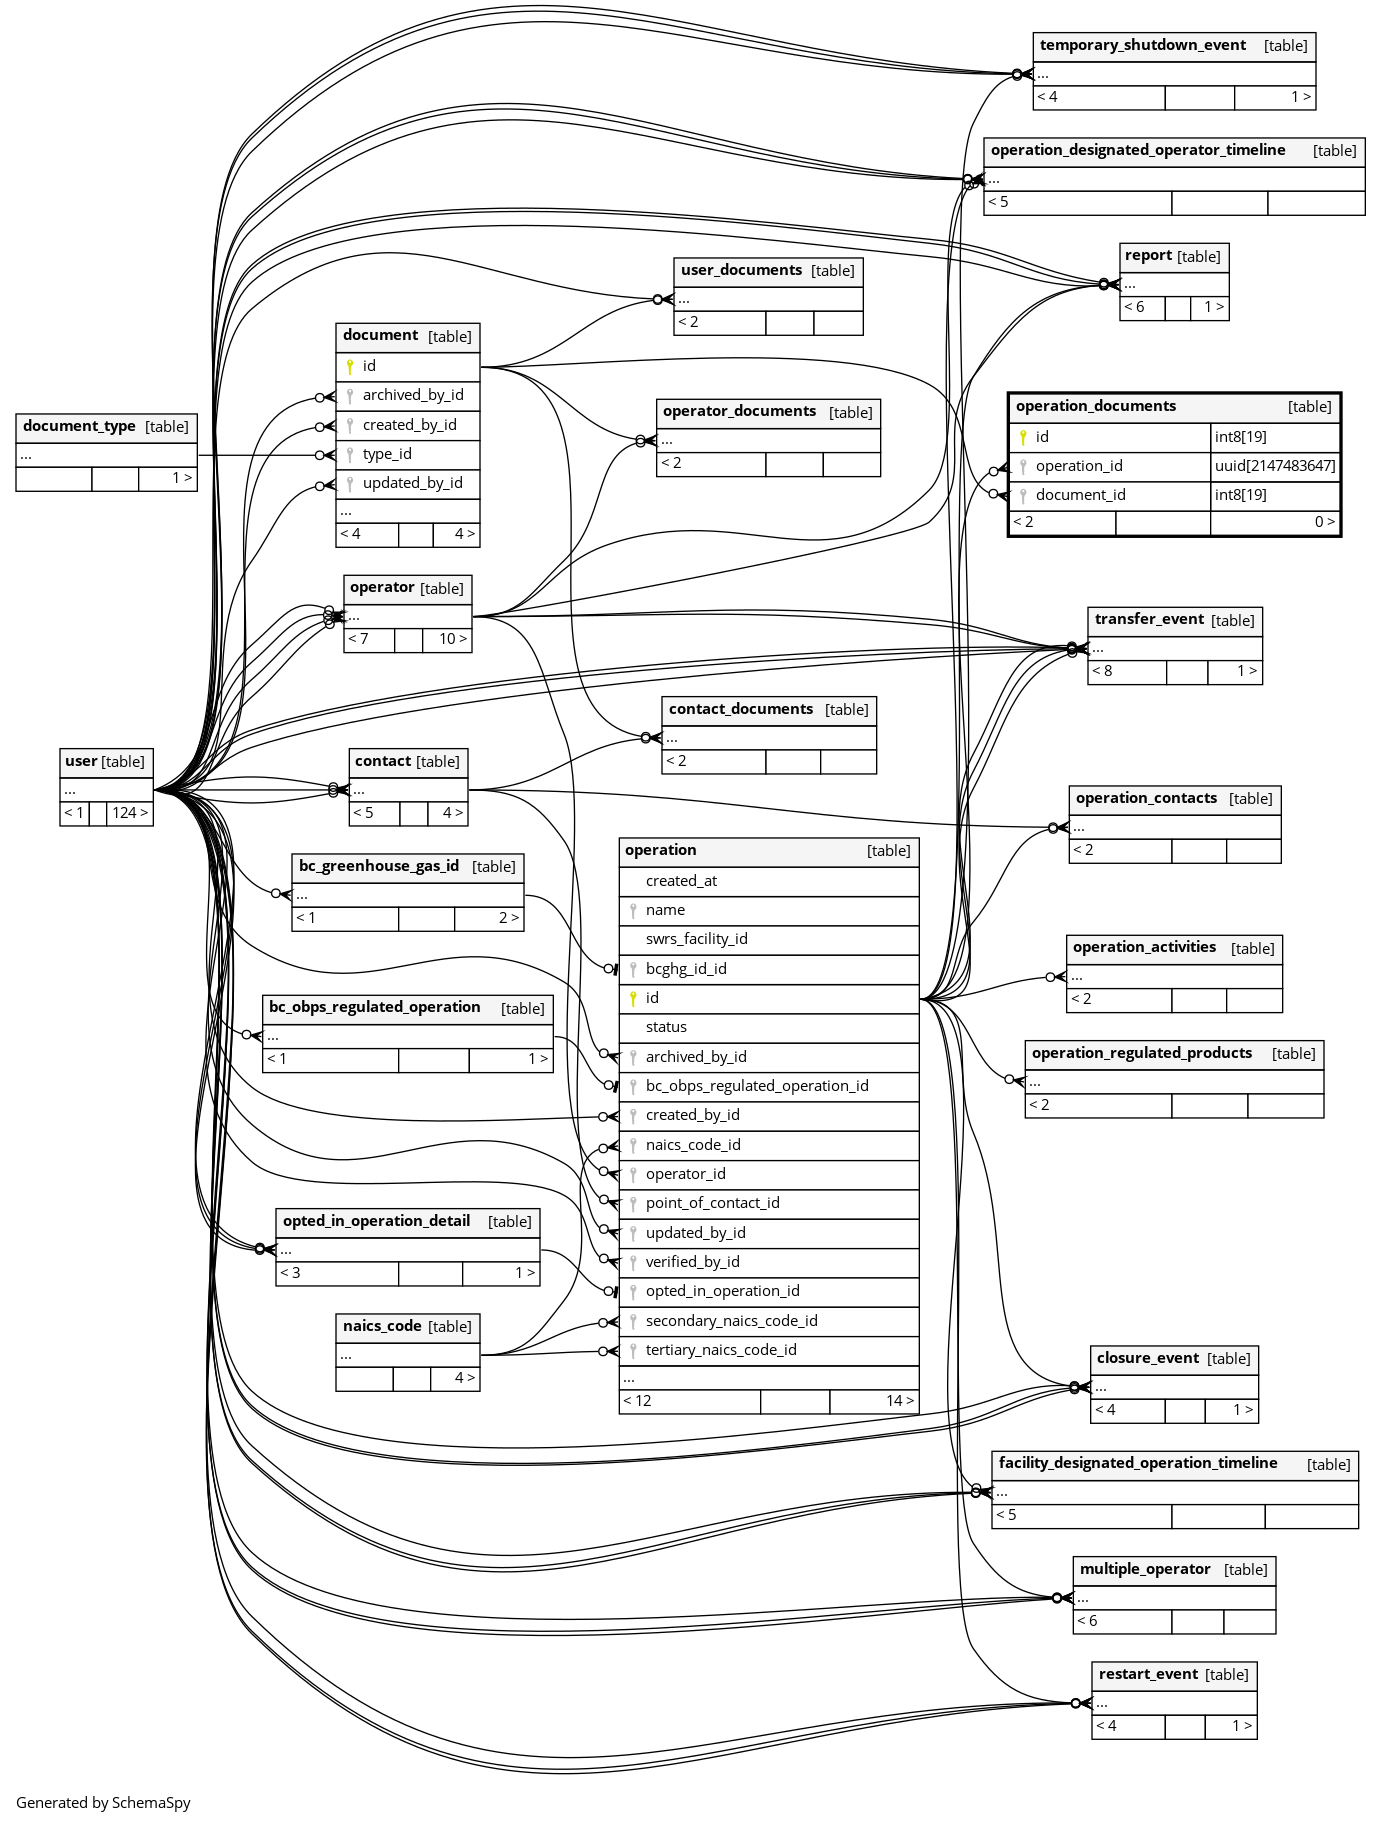 temporary_shutdown_event [table]
...
< 4 1 >
operation_designated_operator_timeline [table]
...
< 5
report [table]
...
< 6 1 >
user_documents [table]
...
< 2
document [table]
id
archived_by_id
created_by_id
type_id
updated_by_id
...
< 4 4 >
document_type [table]
...
1 >
operator_documents [table]
...
< 2
operation_documents [table]
id int8[19]
operation_id uuid[2147483647]
document_id int8[19]
< 2 0 >
operator [table]
...
< 7 10 >
transfer_event [table]
...
< 8 1 >
contact_documents [table]
...
< 2
user [table]
...
< 1 124 >
contact [table]
...
< 5 4 >
operation_contacts [table]
...
< 2
bc_greenhouse_gas_id [table]
...
< 1 2 >
operation [table]
created_at
name
swrs_facility_id
bcghg_id_id
id
status
archived_by_id
bc_obps_regulated_operation_id
created_by_id
naics_code_id
operator_id
point_of_contact_id
updated_by_id
verified_by_id
opted_in_operation_id
secondary_naics_code_id
tertiary_naics_code_id
...
< 12 14 >
operation_activities [table]
...
< 2
bc_obps_regulated_operation [table]
...
< 1 1 >
operation_regulated_products [table]
...
< 2
opted_in_operation_detail [table]
...
< 3 1 >
naics_code [table]
...
4 >
closure_event [table]
...
< 4 1 >
facility_designated_operation_timeline [table]
...
< 5
multiple_operator [table]
...
< 6
restart_event [table]
...
< 4 1 >
Generated by SchemaSpy